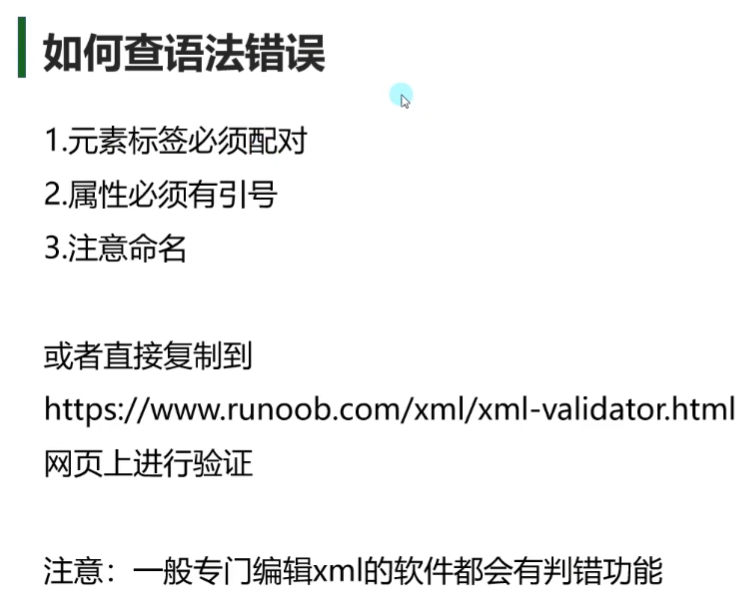 如何查语法错误
1.元素标签必须配对
2.属性必须有引号
3.注意命名
或者直接复制到
https://www.runoob.com/xml/xml-validator.html
网页上进行验证
注意：一般专门编辑xml的软件都会有判错功能